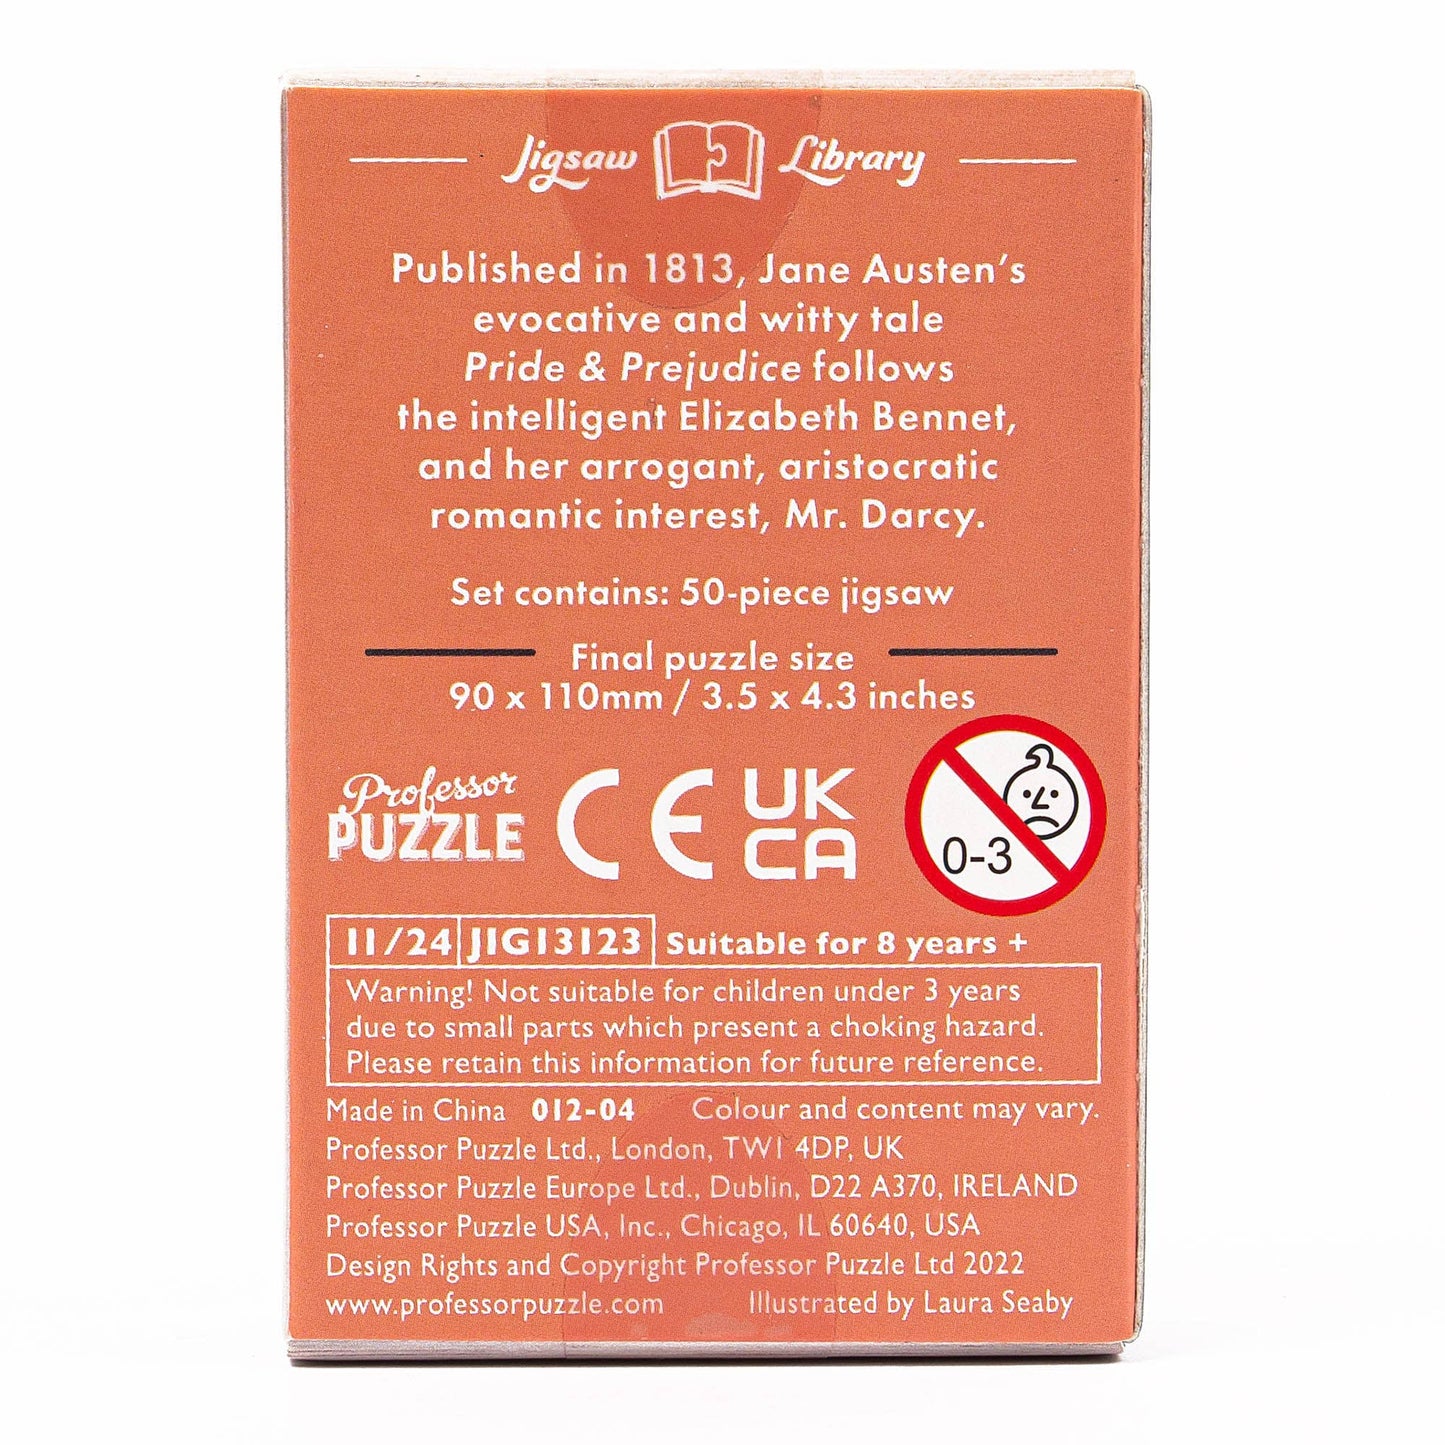 Jigsaw Library
Published in 1813, Jane Austen's
evocative and witty tale
Pride & Prejudice follows
the intelligent Elizabeth Bennet,
and her arrogant, aristocratic
romantic interest, Mr. Darcy.
Set contains: 50-piece jigsaw
Final puzzle size
90 x 110mm / 3.5 x 4.3 inches
Professor
PUZZLE
CE
UK
CA
0-3
11/24 JIG13123 Suitable for 8 years +
Warning! Not suitable for children under 3 years
due to small parts which present a choking hazard.
Please retain this information for future reference.
Made in China 012-04 Colour and content may vary.
Professor Puzzle Ltd., London, TW1 4DP, UK
Professor Puzzle Europe Ltd., Dublin, D22 A370, IRELAND
Professor Puzzle USA, Inc., Chicago, IL 60640, USA
Design Rights and Copyright Professor Puzzle Ltd 2022
www.professorpuzzle.com Illustrated by Laura Seaby